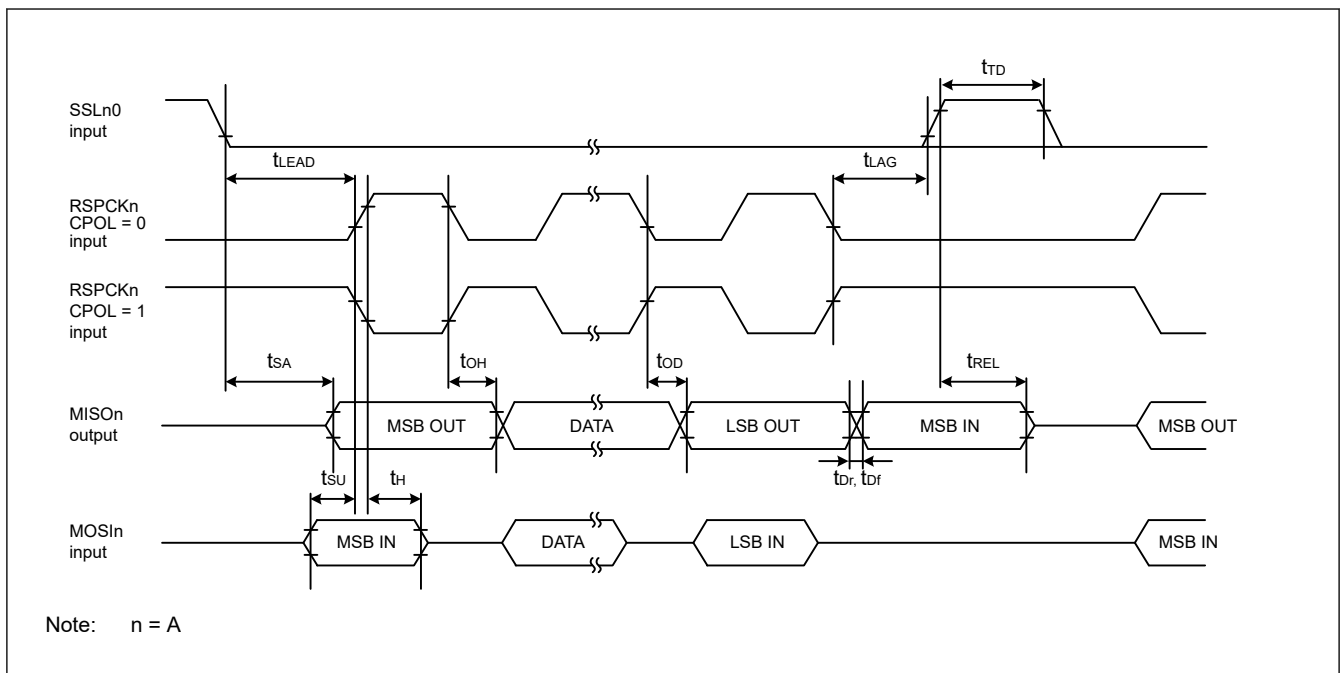 tTD
SSLn0
input
tLEAD
tLAG
RSPCKn
CPOL = 0
input
RSPCKn
CPOL = 1
input
tSA
tOH
tOD
tREL
MISOn
output
MSB OUT
DATA
LSB OUT
MSB IN
MSB OUT
tSU
tH
tDr, tDf
MOSIn
input
MSB IN
DATA
LSB IN
MSB IN
Note: n = A